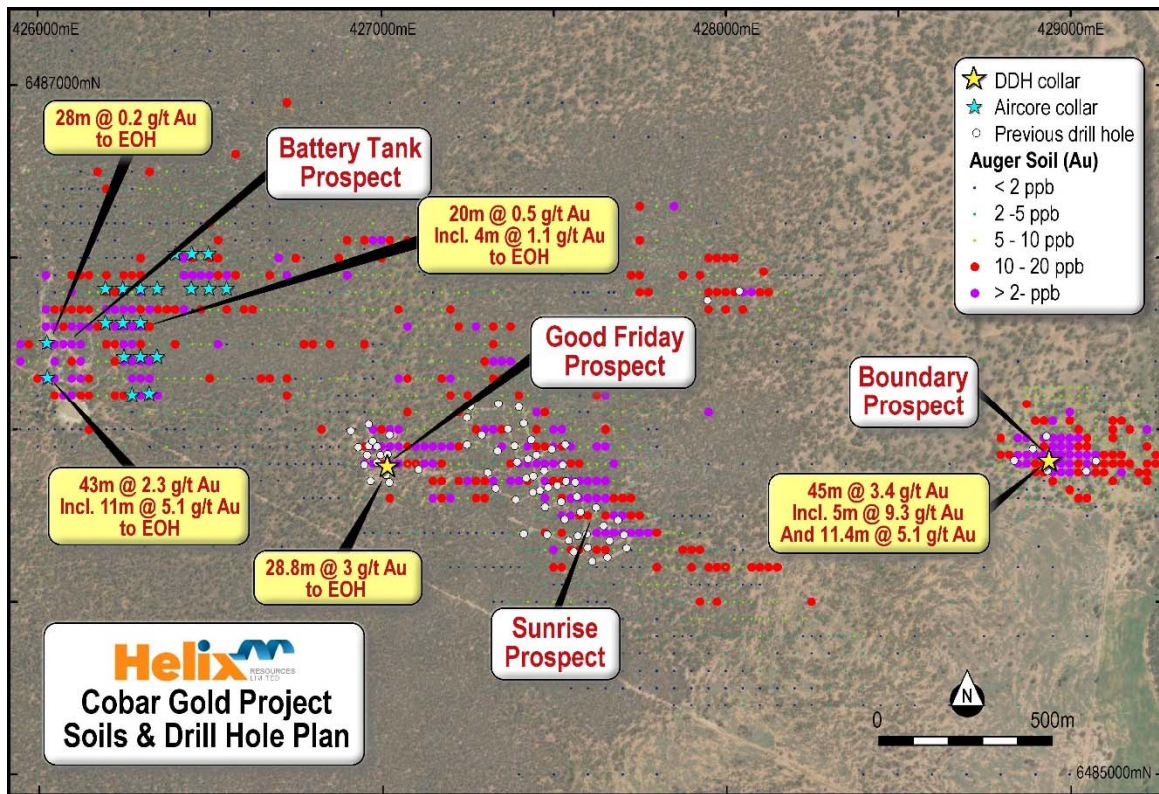 426000mE
427000mE
428000mE
429000mE
6487000mN
28m @ 0.2 g/t Au
to EOH
Battery Tank
Prospect
20m @ 0.5 g/t Au
Incl. 4m @ 1.1 g/t Au
to EOH
DDH collar
Aircore collar
Previous drill hole
Auger Soil (Au)
< 2 ppb
2 -5 ppb
5 - 10 ppb
10 - 20 ppb
> 2- ppb
Good Friday
Prospect
Boundary
Prospect
43m @ 2.3 g/t Au
Incl. 11m @ 5.1 g/t Au
to EOH
28.8m @ 3 g/t Au
to EOH
45m @ 3.4 g/t Au
Incl. 5m @ 9.3 g/t Au
And 11.4m @ 5.1 g/t Au
Sunrise
Prospect
Helix
RESOURCES
LIMITED
Cobar Gold Project
Soils & Drill Hole Plan
N
0
500m
6485000mN